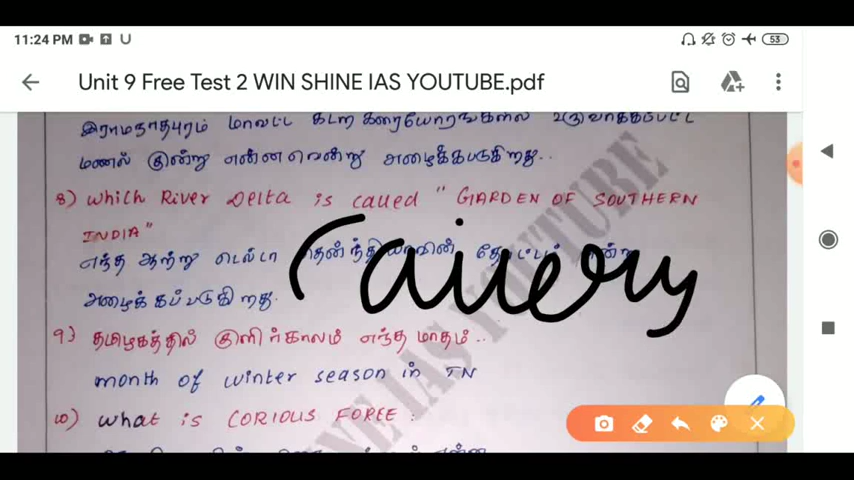 11:24 PM U 53
Unit 9 Free Test 2 WIN SHINE IAS YOUTUBE.pdf
இராமநாதபுரம் மாவட்ட கடற்கரையோரங்களில் உருவாக்கப்பட்ட
மணல் குன்று என்னவென்று அழைக்கப்படுகிறது..
8) Which River Delta is called " GARDEN OF SOUTHERN
INDIA"
எந்த ஆற்று டெல்டா தென்இந்தியாவின் தோட்டம் என்று
அழைக்கப்படுகிறது.
Cauvery
9) தமிழகத்தில் குளிர்காலம் எந்த மாதம்..
month of winter season in TN
10) What is CORIOUS FORCE :